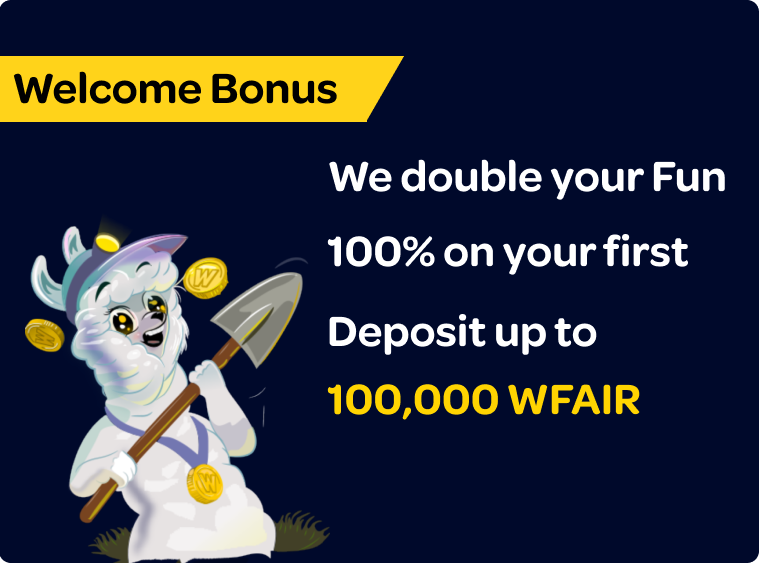 Welcome Bonus
We double your Fun
100% on your first
Deposit up to
100,000 WFAIR
W
W
W